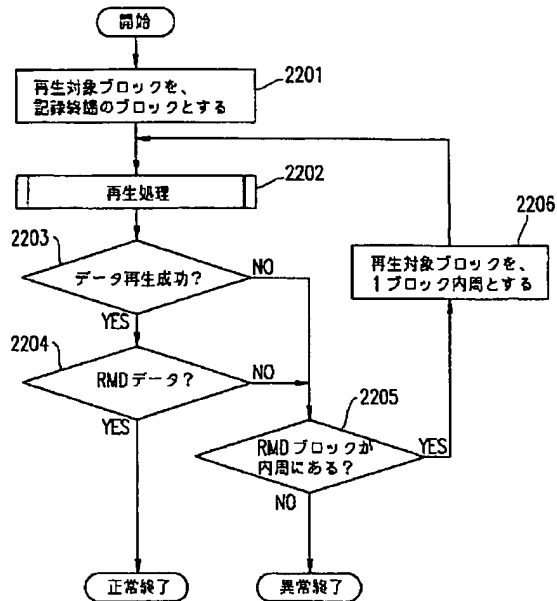 開始
2201
再生対象ブロックを、
記録終端のブロックとする
2202
再生処理
2206
再生対象ブロックを、
1ブロック内周とする
2203
データ再生成功?
NO
YES
2204
RMDデータ?
NO
YES
2205
RMDブロックが
内周にある?
YES
NO
正常終了
異常終了